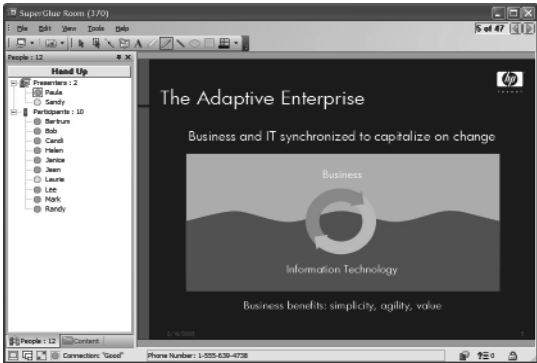 SuperGlue Room (370)
File Edit View Tools Help
5 of 47
People : 12
Hand Up
Presenters : 2
Paula
Sandy
Participants : 10
Bertrum
Bob
Candi
Helen
Janice
Jean
Laurie
Lee
Mark
Randy
hp
invent
The Adaptive Enterprise
Business and IT synchronized to capitalize on change
Business
Information Technology
Business benefits: simplicity, agility, value
5
People : 12 Content
Connection: "Good" Phone Number: 1-555-639-4738